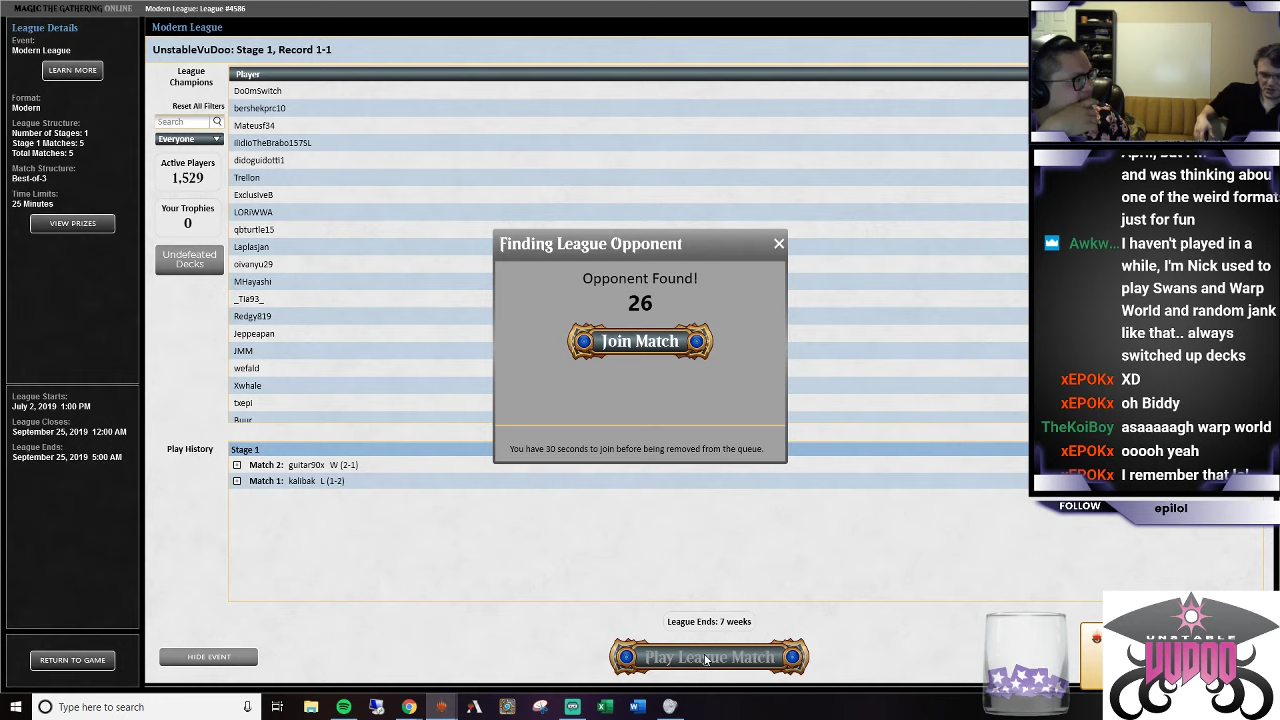 MAGIC THE GATHERING ONLINE
Modern League: League #4586
League Details
Event:
Modern League
LEARN MORE
Format:
Modern
League Structure:
Number of Stages: 1
Stage 1 Matches: 5
Total Matches: 5
Match Structure:
Best-of-3
Time Limits:
25 Minutes
VIEW PRIZES
League Starts:
July 2, 2019 1:00 PM
League Closes:
September 25, 2019 12:00 AM
League Ends:
September 25, 2019 5:00 AM
RETURN TO GAME
Modern League
UnstableVuDoo: Stage 1, Record 1-1
League
Champions
Reset All Filters
Search
Everyone
Active Players
1,529
Your Trophies
0
Undefeated
Decks
Player
Do0mSwitch
bershekprc10
Mateusf34
ilidioTheBrabo157SL
didoguidotti1
Trellon
ExclusiveB
LORiWWA
qbturtle15
Laplasjan
oivanyu29
MHayashi
_Tia93_
Redgy819
Jeppeapan
JMM
wefald
Xwhale
txepi
Buur
Play History
Stage 1
Match 2: guitar90x W (2-1)
Match 1: kalibak L (1-2)
Finding League Opponent
Opponent Found!
26
Join Match
You have 30 seconds to join before being removed from the queue.
League Ends: 7 weeks
HIDE EVENT
Play League Match
and was thinking abou
one of the weird format
just for fun
Awkw... I haven't played in a
while, I'm Nick used to
play Swans and Warp
World and random jank
like that.. always
switched up decks
xEPOKx XD
xEPOKx oh Biddy
TheKoiBoy asaaaaagh warp world
xEPOKx ooooh yeah
xEPOKx I remember that
FOLLOW epilol
UNSTABLE
VUDOO
Type here to search